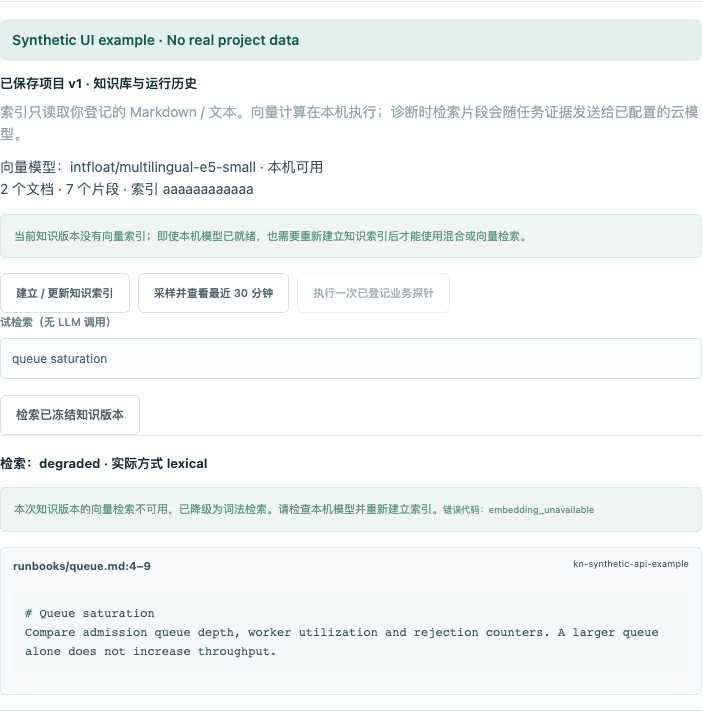 Synthetic UI example · No real project data
已保存项目 v1 · 知识库与运行历史
索引只读取你登记的 Markdown / 文本。向量计算在本机执行；诊断时检索片段会随任务证据发送给已配置的云模
型。
向量模型：intfloat/multilingual-e5-small · 本机可用
2 个文档 · 7 个片段 · 索引 aaaaaaaaaaaa
当前知识版本没有向量索引；即使本机模型已就绪，也需要重新建立知识索引后才能使用混合或向量检索。
建立 / 更新知识索引 采样并查看最近 30 分钟 执行一次已登记业务探针
试检索（无 LLM 调用）
queue saturation
检索已冻结知识版本
检索：degraded · 实际方式 lexical
本次知识版本的向量检索不可用，已降级为词法检索。请检查本机模型并重新建立索引。错误代码：embedding_unavailable
runbooks/queue.md:4–9 kn-synthetic-api-example
# Queue saturation
Compare admission queue depth, worker utilization and rejection counters. A larger queue
alone does not increase throughput.